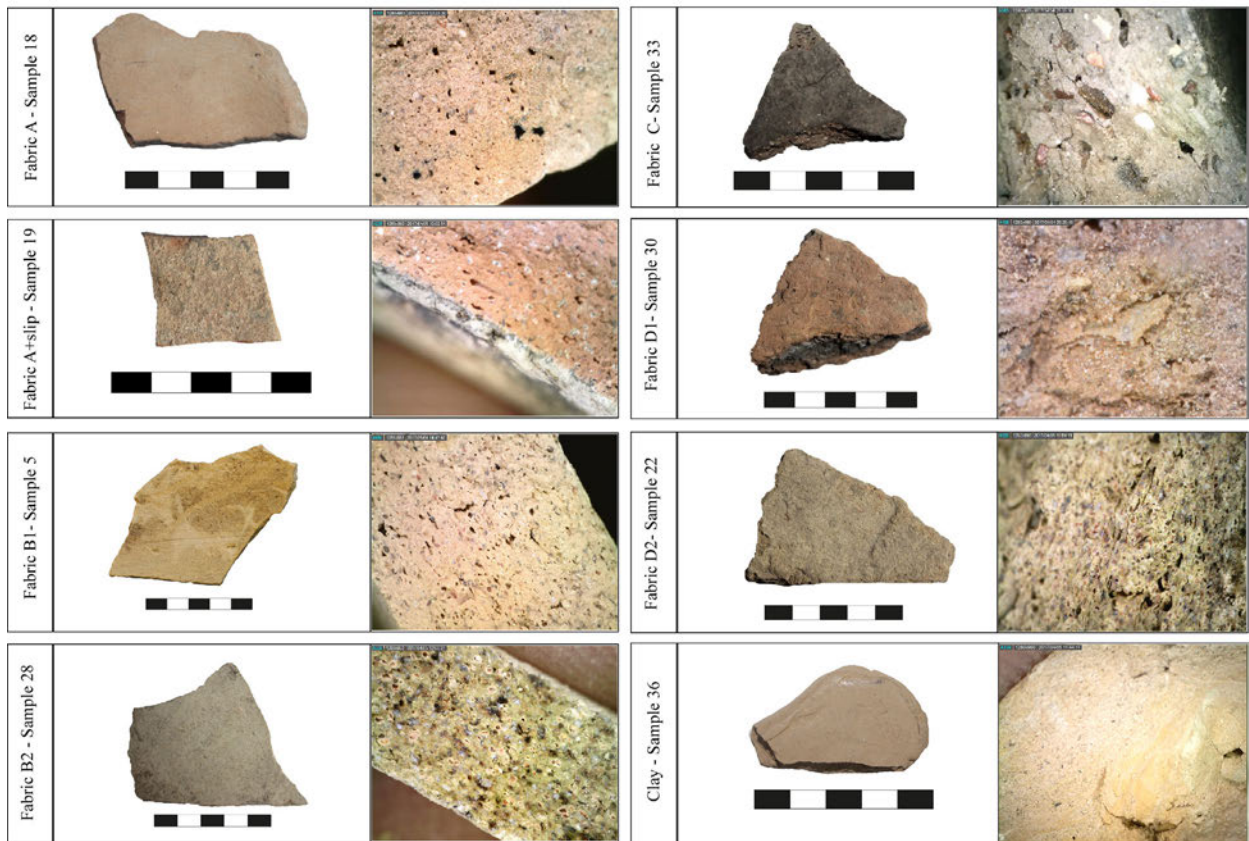 Fabric A - Sample 18
Fabric A+slip - Sample 19
Fabric B1- Sample 5
Fabric B2 - Sample 28
Fabric C- Sample 33
Fabric D1- Sample 30
Fabric D2- Sample 22
Clay - Sample 36